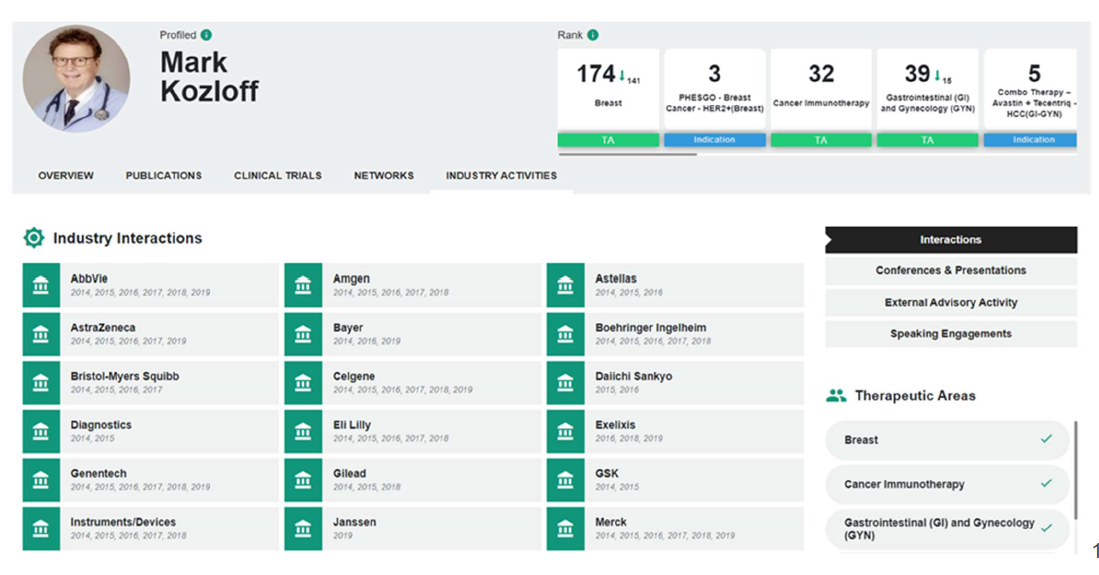 Profiled
Mark
Kozloff
Rank
174 ↓ 141
Breast
TA
3
PHESGO - Breast
Cancer - HER2+(Breast)
Indication
32
Cancer Immunotherapy
TA
39 ↓ 15
Gastrointestinal (GI)
and Gynecology (GYN)
TA
5
Combo Therapy –
Avastin + Tecentriq -
HCC(GI-GYN)
Indication
OVERVIEW PUBLICATIONS CLINICAL TRIALS NETWORKS INDUSTRY ACTIVITIES
Industry Interactions
AbbVie
2014, 2015, 2016, 2017, 2018, 2019
Amgen
2014, 2015, 2016, 2017, 2018
Astellas
2014, 2015, 2016
AstraZeneca
2014, 2015, 2016, 2017, 2019
Bayer
2014, 2016, 2019
Boehringer Ingelheim
2014, 2015, 2016, 2017, 2018
Bristol-Myers Squibb
2014, 2015, 2016, 2017
Celgene
2014, 2015, 2016, 2017, 2018, 2019
Daiichi Sankyo
2015, 2016
Diagnostics
2014, 2015
Eli Lilly
2014, 2015, 2016, 2017, 2018
Exelixis
2016, 2018, 2019
Genentech
2014, 2015, 2016, 2017, 2018, 2019
Gilead
2014, 2015, 2018
GSK
2014, 2015
Instruments/Devices
2014, 2015, 2016, 2017, 2018
Janssen
2019
Merck
2014, 2015, 2016, 2017, 2018, 2019
Interactions
Conferences & Presentations
External Advisory Activity
Speaking Engagements
Therapeutic Areas
Breast
Cancer Immunotherapy
Gastrointestinal (GI) and Gynecology
(GYN)
1